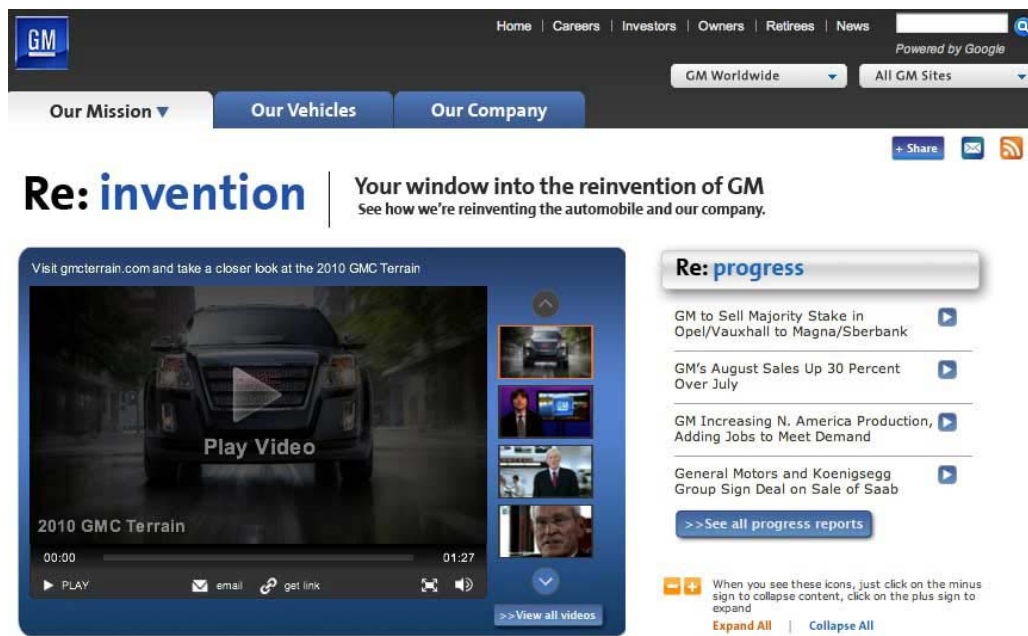 GM
Home | Careers | Investors | Owners | Retirees | News
Powered by Google
GM Worldwide
All GM Sites
Our Mission
Our Vehicles
Our Company
+ Share
Re: invention
Your window into the reinvention of GM
See how we're reinventing the automobile and our company.
Visit gmcterrain.com and take a closer look at the 2010 GMC Terrain
Play Video
2010 GMC Terrain
00:00
01:27
PLAY
email
get link
>>View all videos
Re: progress
GM to Sell Majority Stake in
Opel/Vauxhall to Magna/Sberbank
GM's August Sales Up 30 Percent
Over July
GM Increasing N. America Production,
Adding Jobs to Meet Demand
General Motors and Koenigsegg
Group Sign Deal on Sale of Saab
>>See all progress reports
When you see these icons, just click on the minus
sign to collapse content, click on the plus sign to
expand
Expand All | Collapse All